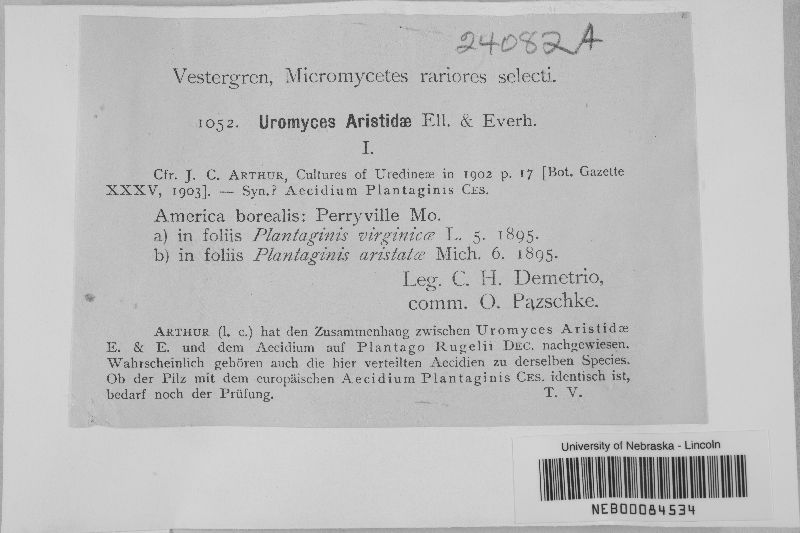 24082A
Vestergren, Micromycetes rariores selecti.
1052. Uromyces Aristidæ Ell. & Everh.
I.
Cfr. J. C. ARTHUR, Cultures of Uredineæ in 1902 p. 17 [Bot. Gazette
XXXV, 1903]. — Syn.? Aecidium Plantaginis CES.
America borealis: Perryville Mo.
a) in foliis Plantaginis virginicæ L. 5. 1895.
b) in foliis Plantaginis aristatæ Mich. 6. 1895.
Leg. C. H. Demetrio,
comm. O. Pazschke.
ARTHUR (l. c.) hat den Zusammenhang zwischen Uromyces Aristidæ
E. & E. und dem Aecidium auf Plantago Rugelii DEC. nachgewiesen.
Wahrscheinlich gehören auch die hier verteilten Aecidien zu derselben Species.
Ob der Pilz mit dem europäischen Aecidium Plantaginis CES. identisch ist,
bedarf noch der Prüfung. T. V.
University of Nebraska - Lincoln
NEB00084534